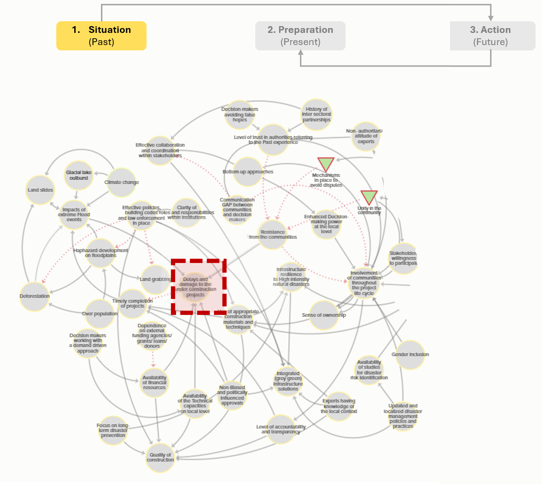 1. Situation
(Past)
2. Preparation
(Present)
3. Action
(Future)
Decision-makers
avoiding false
hopes
History of
inter sectoral
partnerships
Non- authoritative
attitude of
experts
Level of trust in authorities referring
to the Past experience
Effective collaboration
and coordination
within stakeholders
Bottom up approaches
Mechanisms
in place to
avoid disputes
Glacial lake
outburst
Climate change
Land slides
Unity in the
community
Communication
GAP between
communities
and decision
makers
Effective policies,
building codes
and law enforcement
in place
Clarity of
roles and responsibilities
within institutions
Impacts of
extreme Flood
events
Enhanced Decision
making power
at the local
level
Resistance
from the communities
Haphazard development
on floodplains
Stakeholders,
willingness
to participate
Land grabbing
Delays and
damage to the
under construction
projects
Infrastructure
resilience
to High intensity
natural disasters
Involvement
of communities
throughout
the project
life cycle
Deforestation
Timely completion
of projects
Over population
of appropriate
construction
materials and
techniques
Sense of ownership
Dependency
on external
funding agencies/
grants/ loans/
donors
Decision makers
working with
a demand driven
approach
Gender Inclusion
Availability
of studies
for disaster
risk identification
Availability
of financial
resources
Integrated
(grey-green)
infrastructure
solutions
Non Biased
and politically
influenced
approvals
Availability
of the Technical
capacities
on local level
Experts having
knowledge of
the local context
Updated and
localized disaster
management
policies and
practices
Focus on long
term disaster
prevention
Level of accountability
and transparency
Quality of
construction